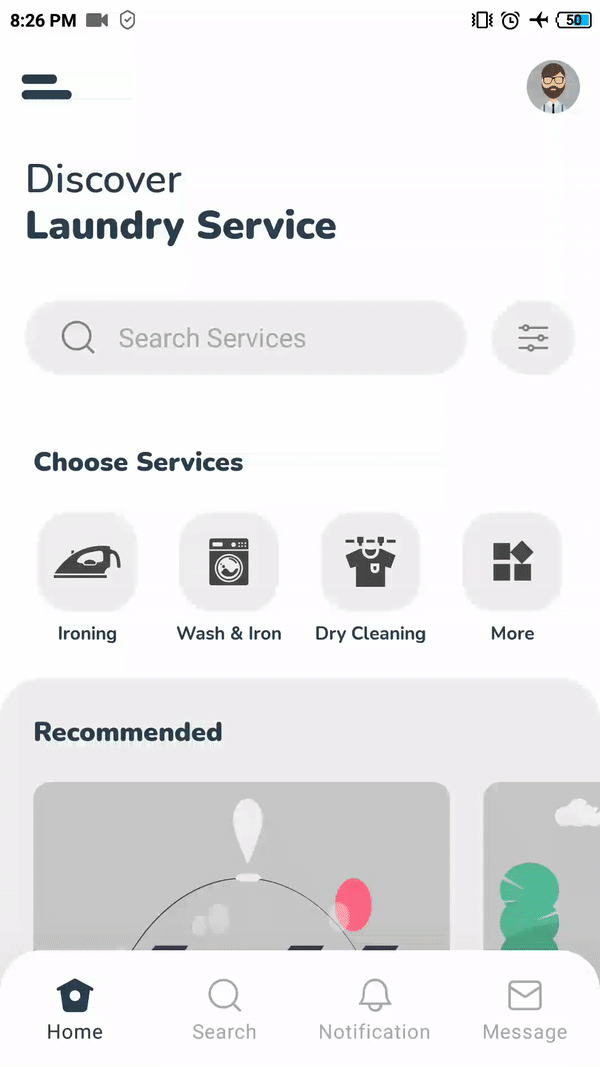 8:26 PM
50
Discover
Laundry Service
Search Services
Choose Services
Ironing
Wash & Iron
Dry Cleaning
More
Recommended
Home
Search
Notification
Message